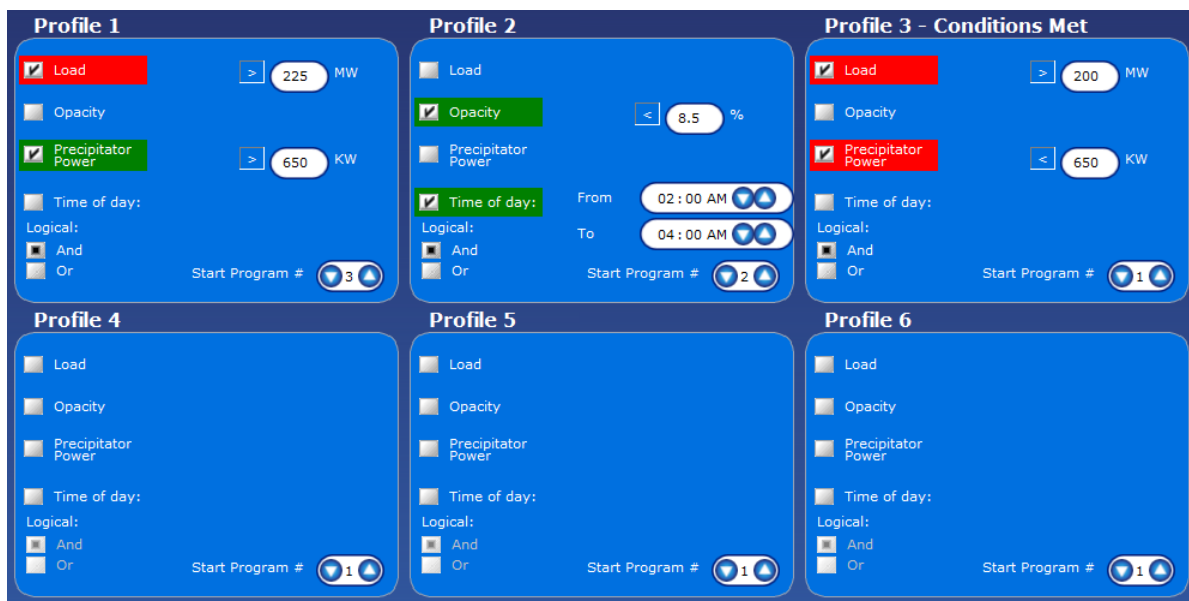 Profile 1
Load > 225 MW
Opacity
Precipitator
Power > 650 KW
Time of day:
Logical:
And
Or Start Program # 3
Profile 2
Load
Opacity < 8.5 %
Precipitator
Power
Time of day: From 02:00 AM
Logical: To 04:00 AM
And
Or Start Program # 2
Profile 3 - Conditions Met
Load > 200 MW
Opacity
Precipitator
Power < 650 KW
Time of day:
Logical:
And
Or Start Program # 1
Profile 4
Load
Opacity
Precipitator
Power
Time of day:
Logical:
And
Or Start Program # 1
Profile 5
Load
Opacity
Precipitator
Power
Time of day:
Logical:
And
Or Start Program # 1
Profile 6
Load
Opacity
Precipitator
Power
Time of day:
Logical:
And
Or Start Program # 1